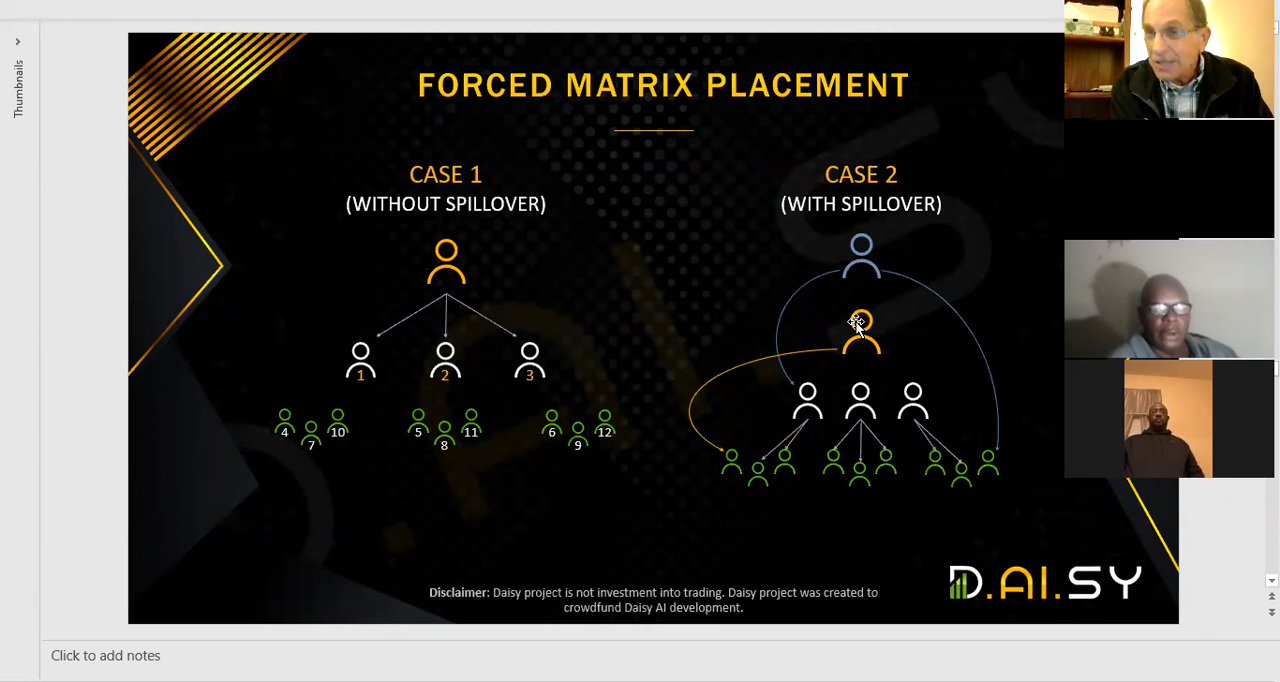 Thumbnails
FORCED MATRIX PLACEMENT
CASE 1
(WITHOUT SPILLOVER)
1
2
3
4
7
10
5
8
11
6
9
12
CASE 2
(WITH SPILLOVER)
Disclaimer: Daisy project is not investment into trading. Daisy project was created to
crowdfund Daisy AI development.
D.AI.SY
Click to add notes